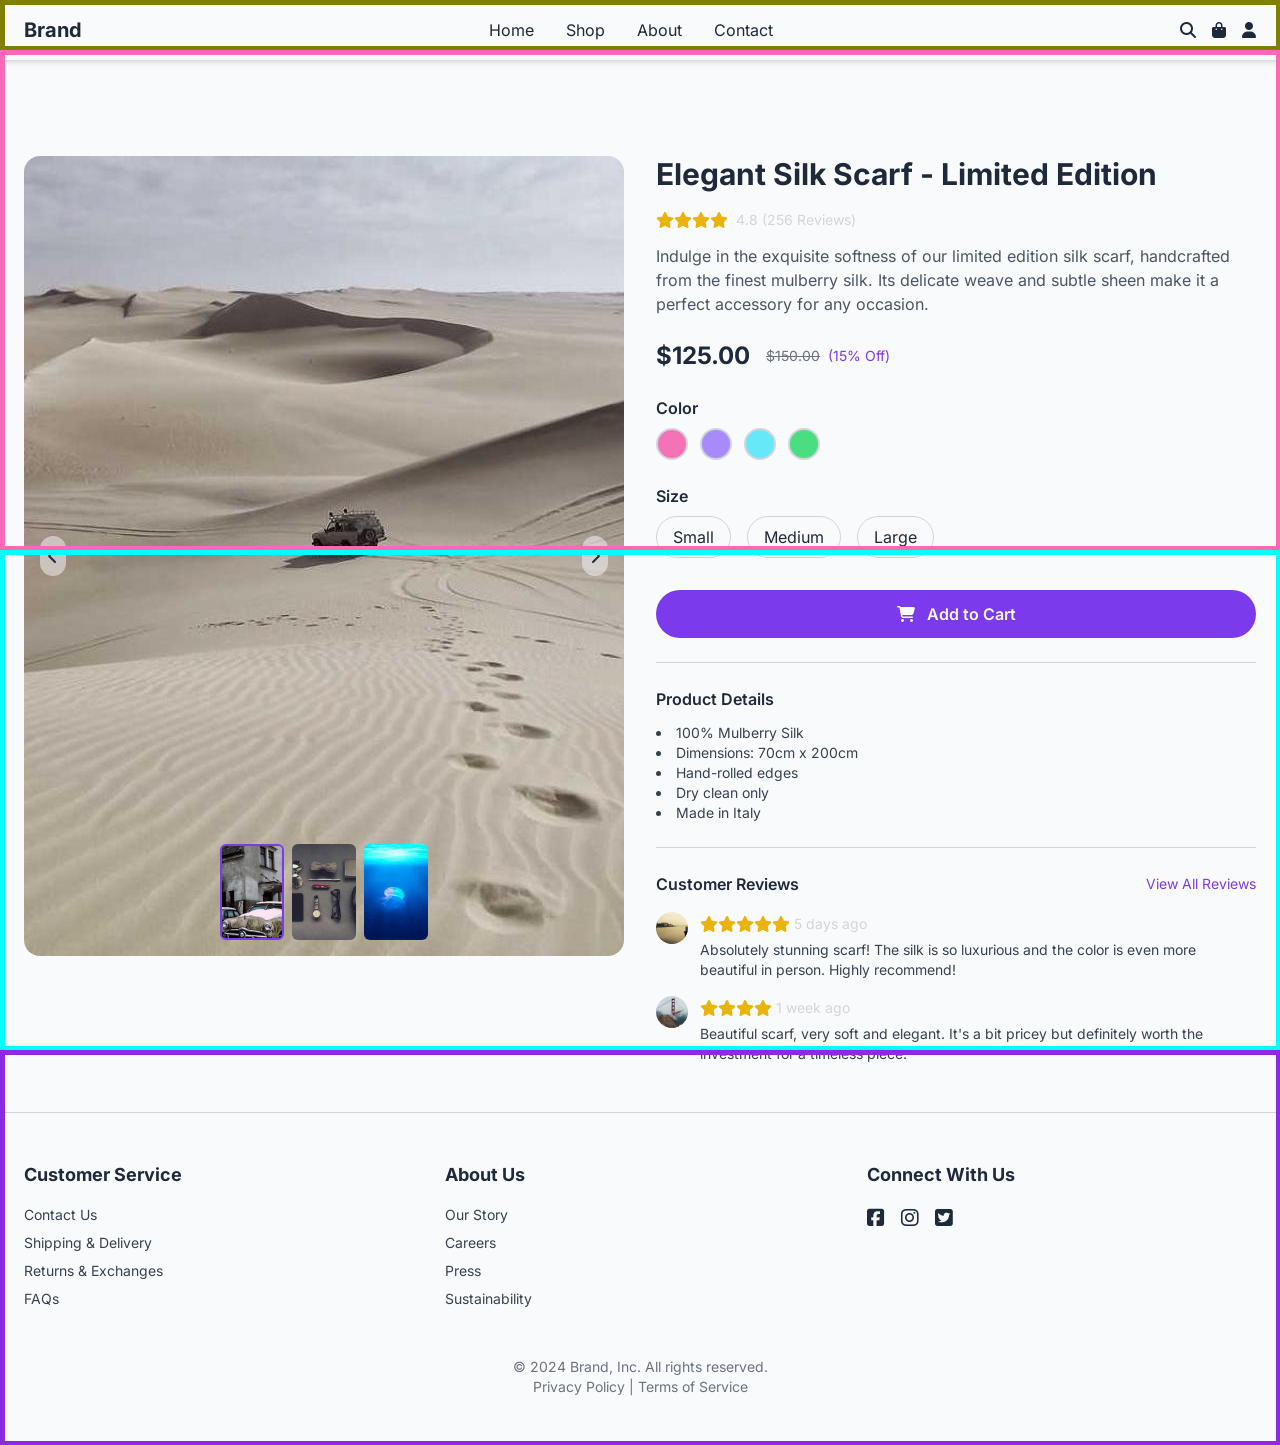 Brand
Home
Shop
About
Contact
Elegant Silk Scarf - Limited Edition
4.8 (256 Reviews)
Indulge in the exquisite softness of our limited edition silk scarf, handcrafted
from the finest mulberry silk. Its delicate weave and subtle sheen make it a
perfect accessory for any occasion.
$125.00 $150.00 (15% Off)
Color
Size
Small
Medium
Large
Add to Cart
Product Details
• 100% Mulberry Silk
• Dimensions: 70cm x 200cm
• Hand-rolled edges
• Dry clean only
• Made in Italy
Customer Reviews
View All Reviews
5 days ago
Absolutely stunning scarf! The silk is so luxurious and the color is even more
beautiful in person. Highly recommend!
1 week ago
Beautiful scarf, very soft and elegant. It's a bit pricey but definitely worth the
investment for a timeless piece.
Customer Service
Contact Us
Shipping & Delivery
Returns & Exchanges
FAQs
About Us
Our Story
Careers
Press
Sustainability
Connect With Us
© 2024 Brand, Inc. All rights reserved.
Privacy Policy | Terms of Service